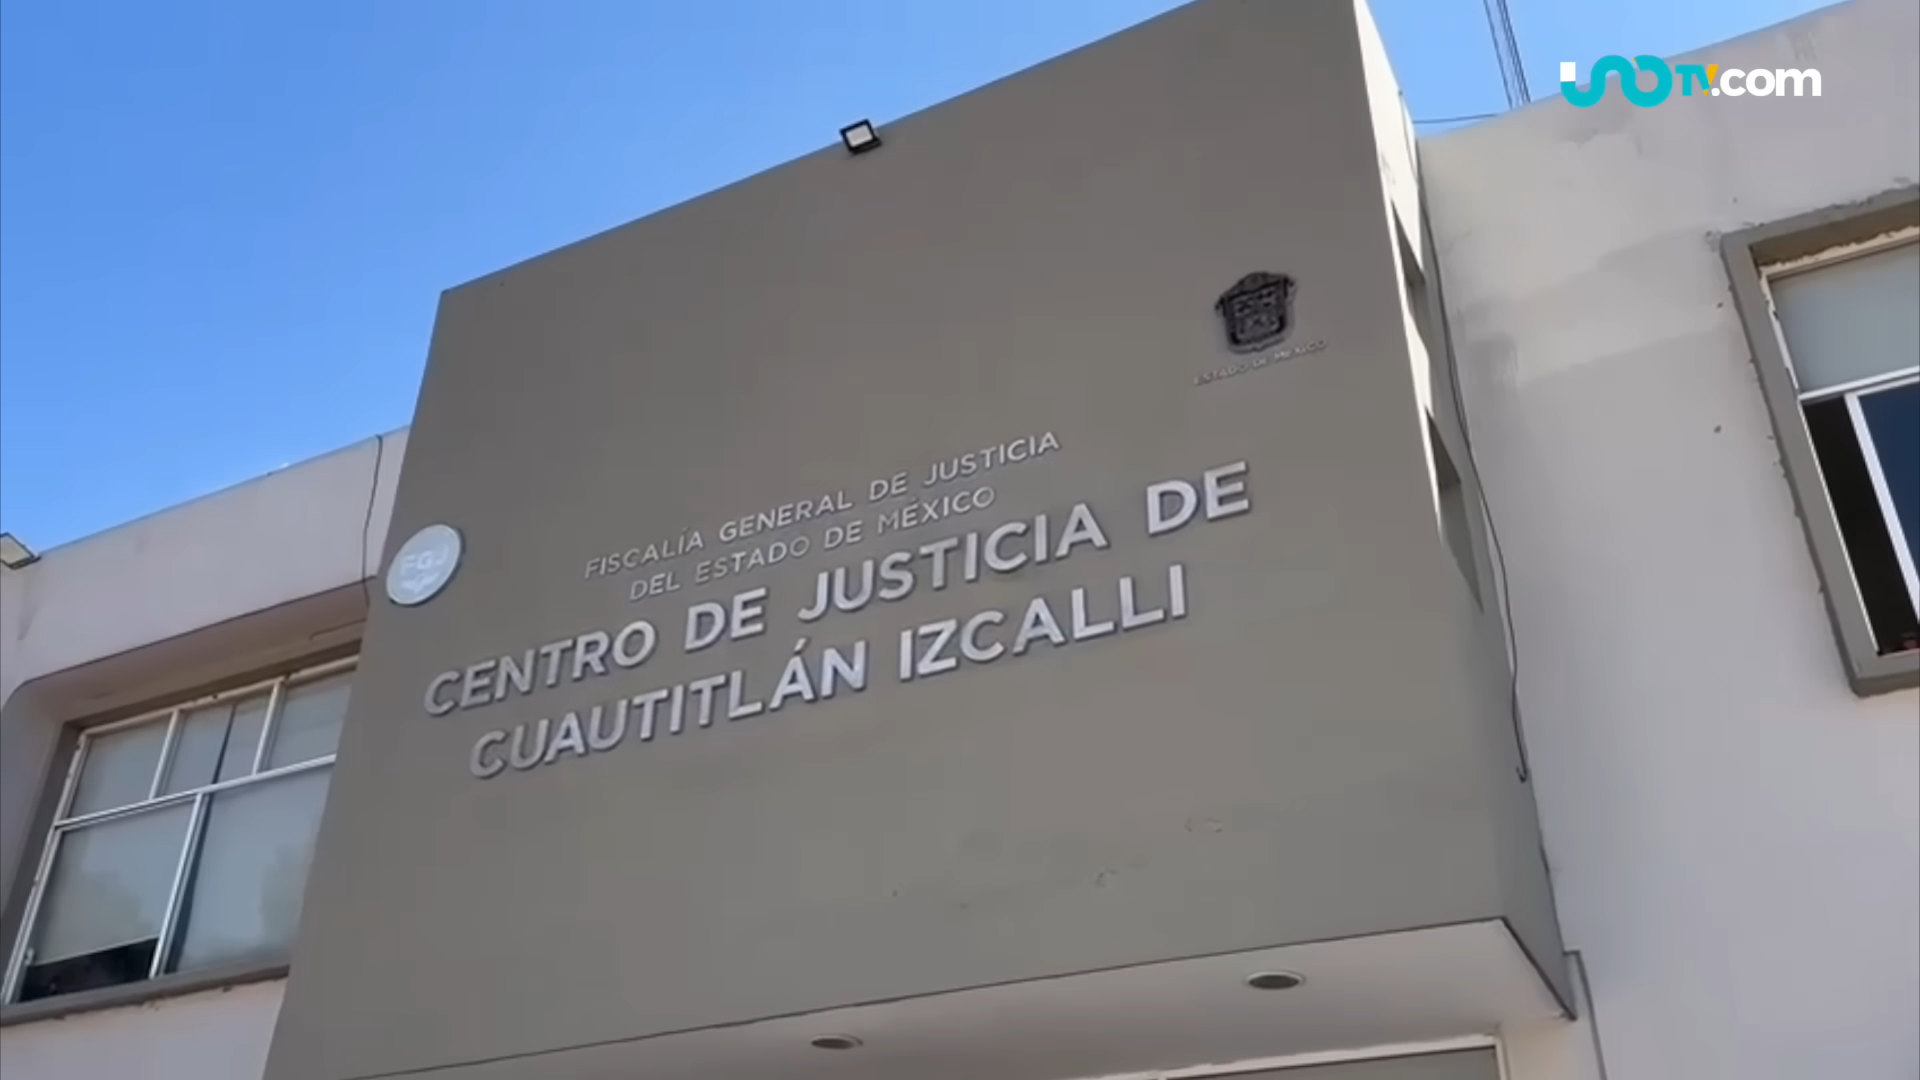 UNOTV.com
ESTADO DE MÉXICO
FISCALÍA GENERAL DE JUSTICIA
DEL ESTADO DE MÉXICO
CENTRO DE JUSTICIA DE
CUAUTITLÁN IZCALLI
FGJ